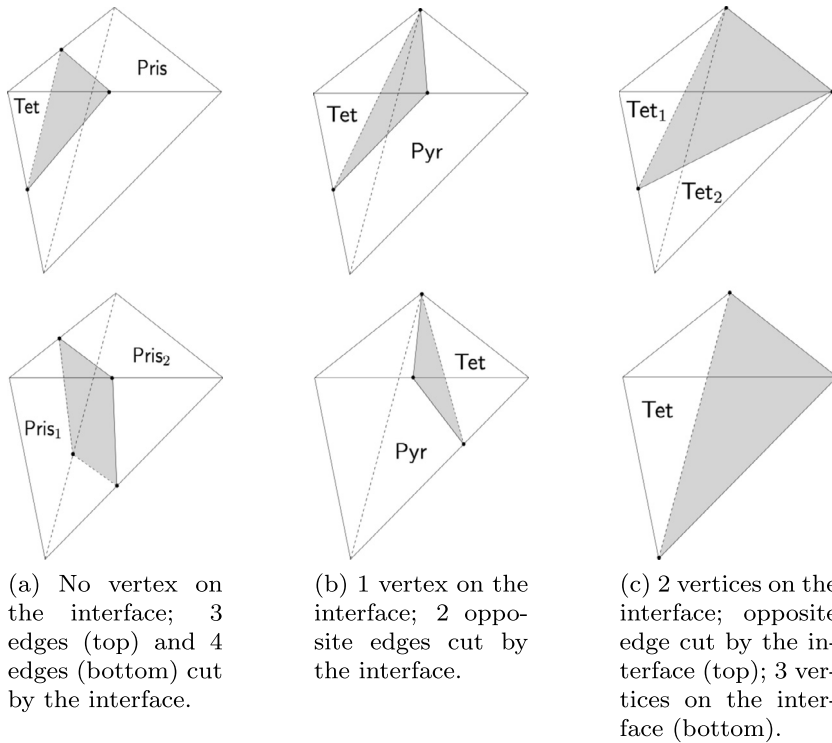 Pris
Tet
Tet
Pyr
Tet₁
Tet₂
Pris₂
Pris₁
Tet
Pyr
Tet
(a) No vertex on
the interface; 3
edges (top) and 4
edges (bottom) cut
by the interface.
(b) 1 vertex on the
interface; 2 oppo-
site edges cut by
the interface.
(c) 2 vertices on the
interface; opposite
edge cut by the in-
terface (top); 3 ver-
tices on the inter-
face (bottom).